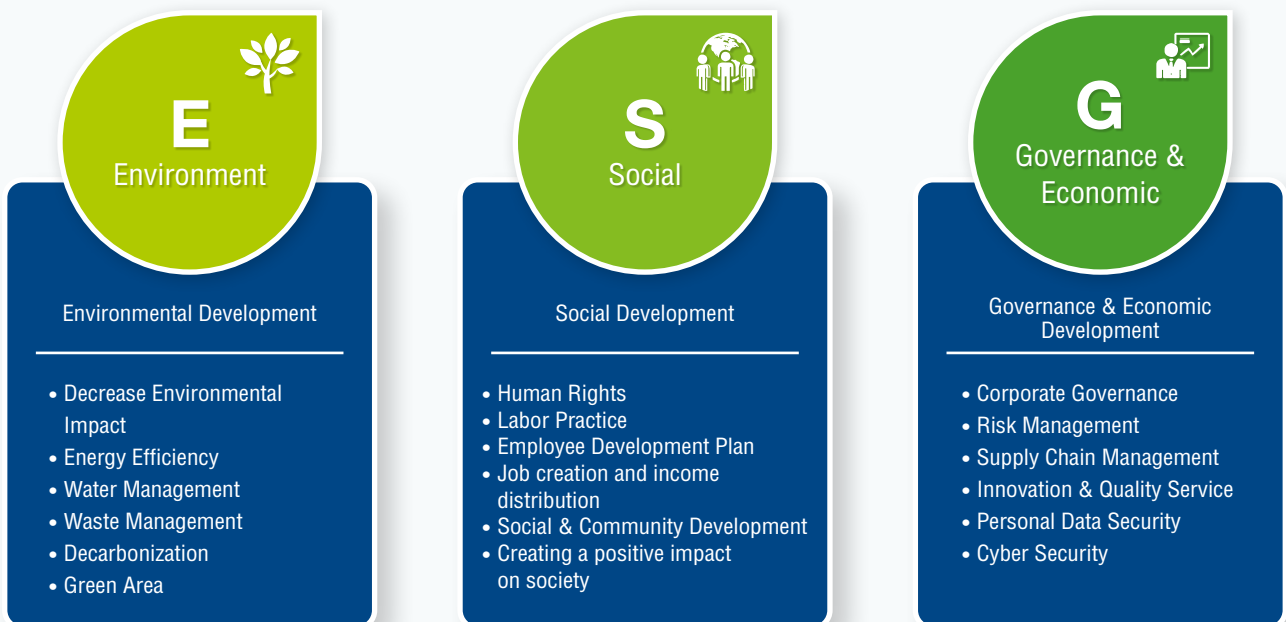 E
Environment
Environmental Development
• Decrease Environmental
Impact
• Energy Efficiency
• Water Management
• Waste Management
• Decarbonization
• Green Area
S
Social
Social Development
• Human Rights
• Labor Practice
• Employee Development Plan
• Job creation and income
distribution
• Social & Community Development
• Creating a positive impact
on society
G
Governance &
Economic
Governance & Economic
Development
• Corporate Governance
• Risk Management
• Supply Chain Management
• Innovation & Quality Service
• Personal Data Security
• Cyber Security